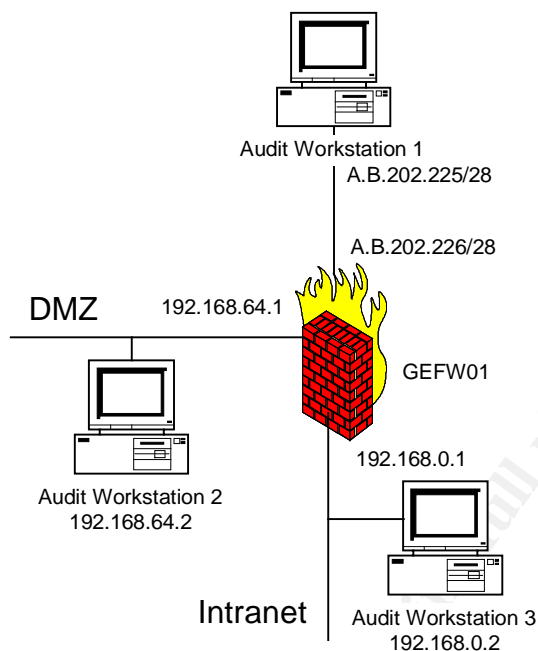 Audit Workstation 1
A.B.202.225/28
A.B.202.226/28
DMZ
192.168.64.1
GEFW01
Audit Workstation 2
192.168.64.2
192.168.0.1
Intranet
Audit Workstation 3
192.168.0.2